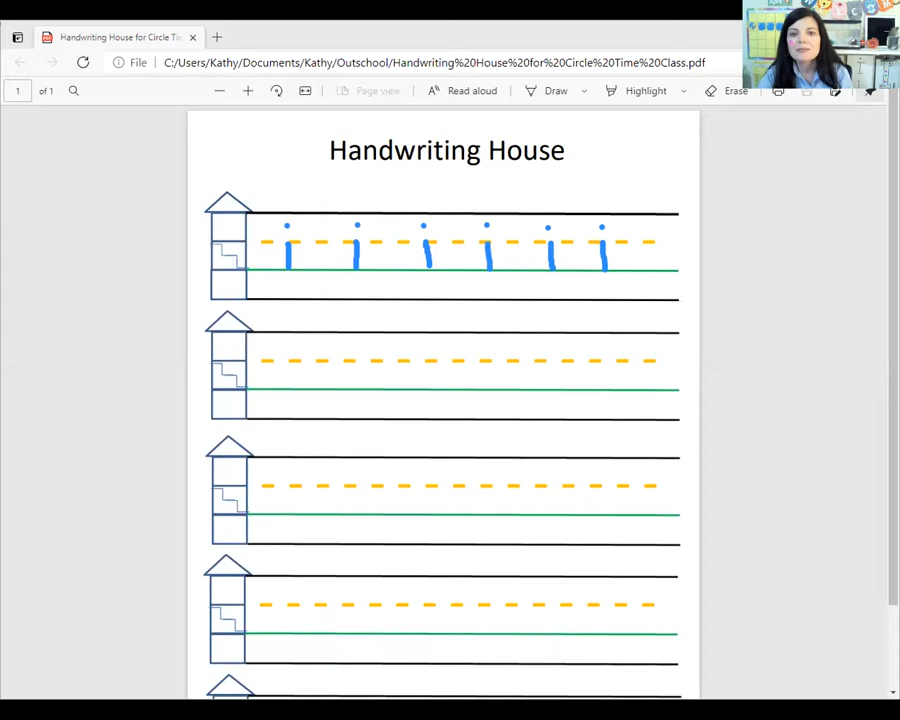 Handwriting House for Circle Tim
File C:/Users/Kathy/Documents/Kathy/Outschool/Handwriting%20House%20for%20Circle%20Time%20Class.pdf
1 of 1 Page view Read aloud Draw Highlight Erase
Handwriting House
i i i i i i